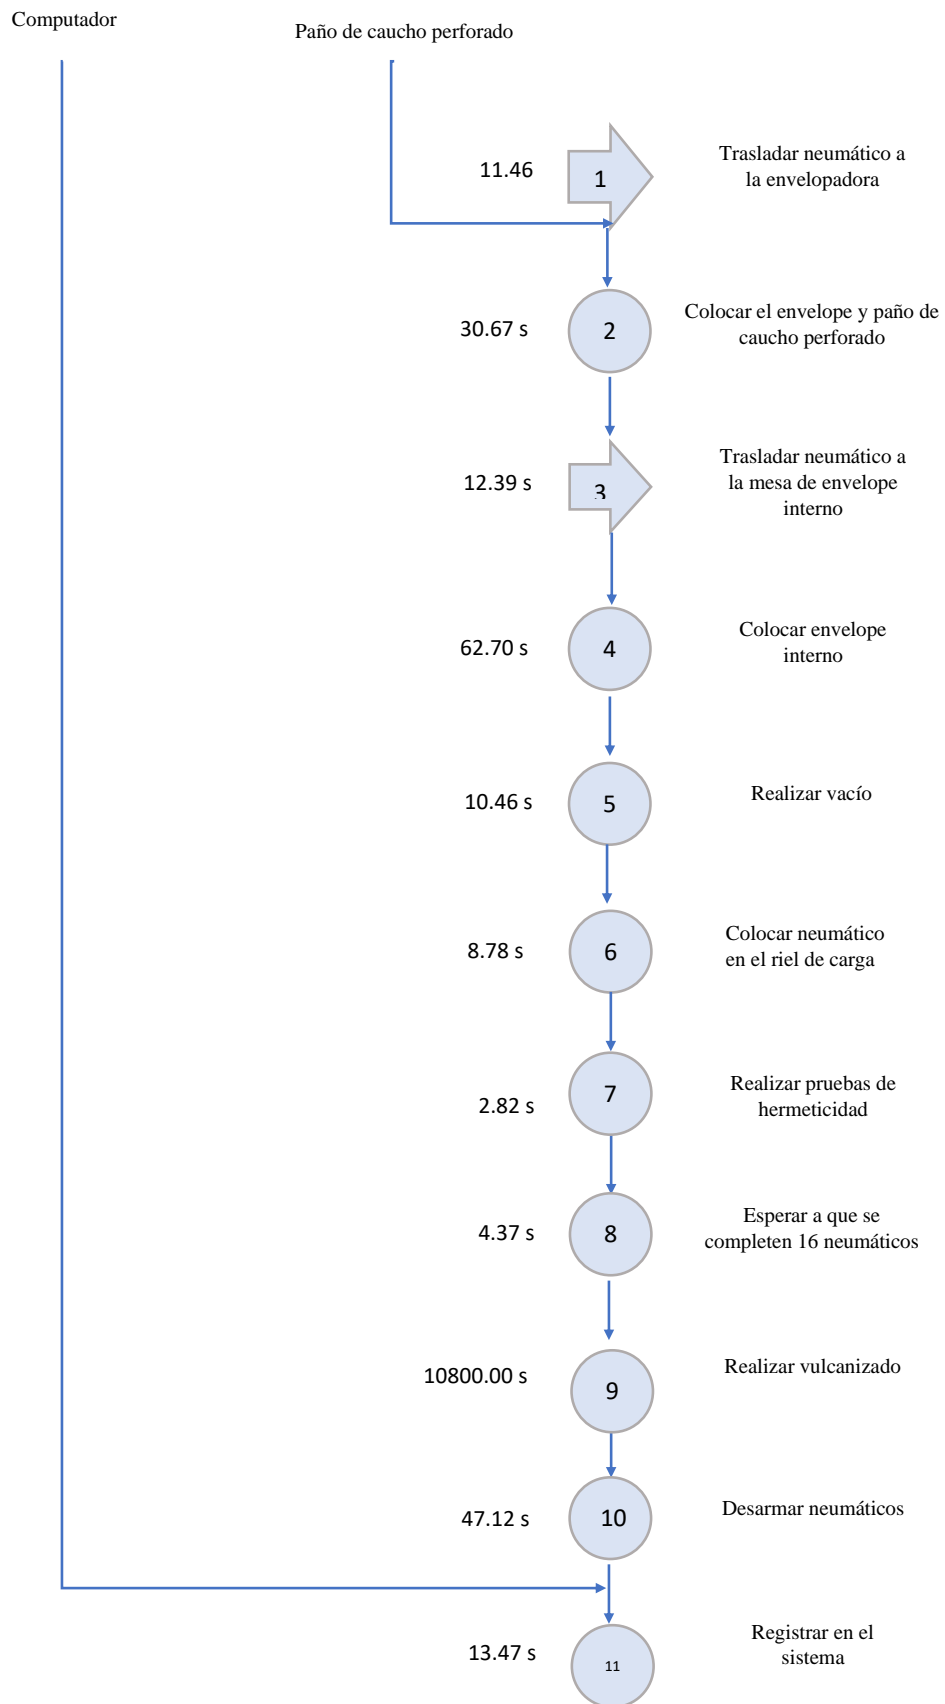 Computador
Paño de caucho perforado
11.46
1
Trasladar neumático a
la envelopadora
30.67 s
2
Colocar el envelope y paño de
caucho perforado
12.39 s
3
Trasladar neumático a
la mesa de envelope
interno
62.70 s
4
Colocar envelope
interno
10.46 s
5
Realizar vacío
8.78 s
6
Colocar neumático
en el riel de carga
2.82 s
7
Realizar pruebas de
hermeticidad
4.37 s
8
Esperar a que se
completen 16 neumáticos
10800.00 s
9
Realizar vulcanizado
47.12 s
10
Desarmar neumáticos
13.47 s
11
Registrar en el
sistema